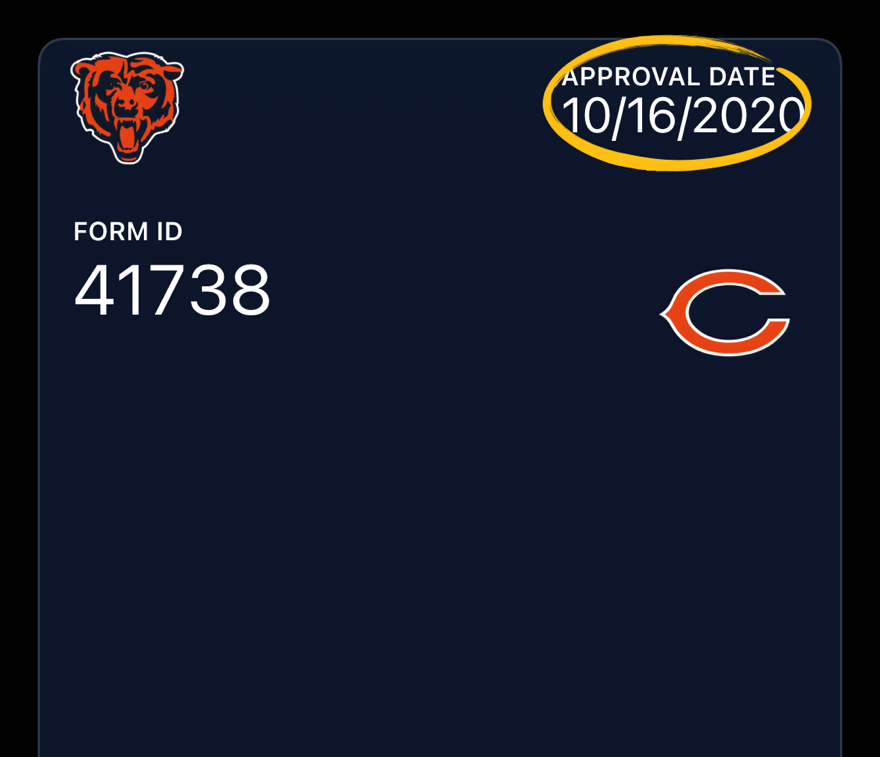 APPROVAL DATE
10/16/2020
FORM ID
41738